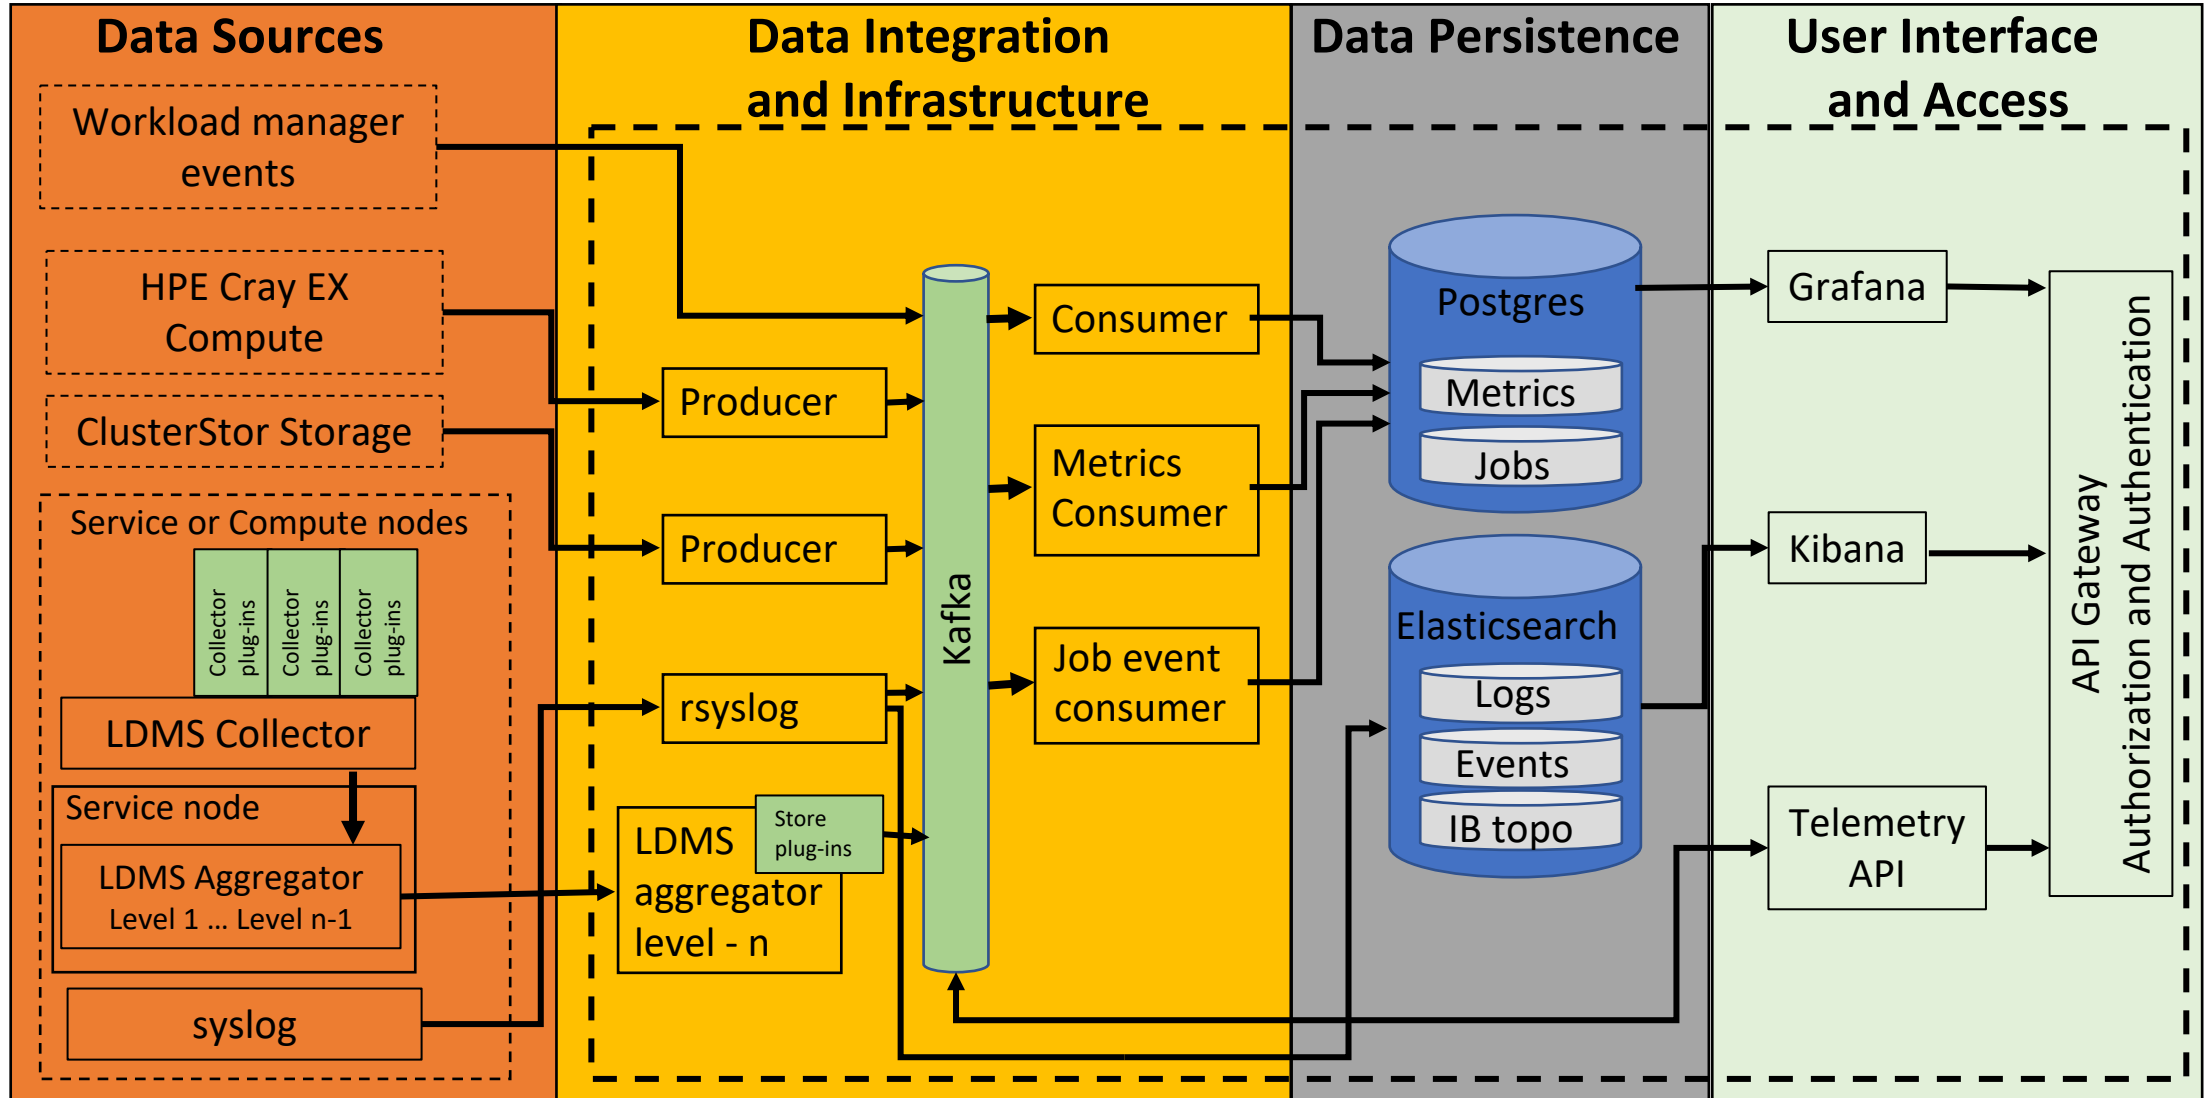 Data Sources
Workload manager
events
HPE Cray EX
Compute
ClusterStor Storage
Service or Compute nodes
Collector
plug-ins
Collector
plug-ins
Collector
plug-ins
LDMS Collector
Service node
LDMS Aggregator
Level 1 ... Level n-1
syslog
Data Integration
and Infrastructure
Producer
Producer
rsyslog
LDMS
aggregator
level - n
Store
plug-ins
Kafka
Consumer
Metrics
Consumer
Job event
consumer
Data Persistence
Postgres
Metrics
Jobs
Elasticsearch
Logs
Events
IB topo
User Interface
and Access
Grafana
Kibana
Telemetry
API
API Gateway
Authorization and Authentication